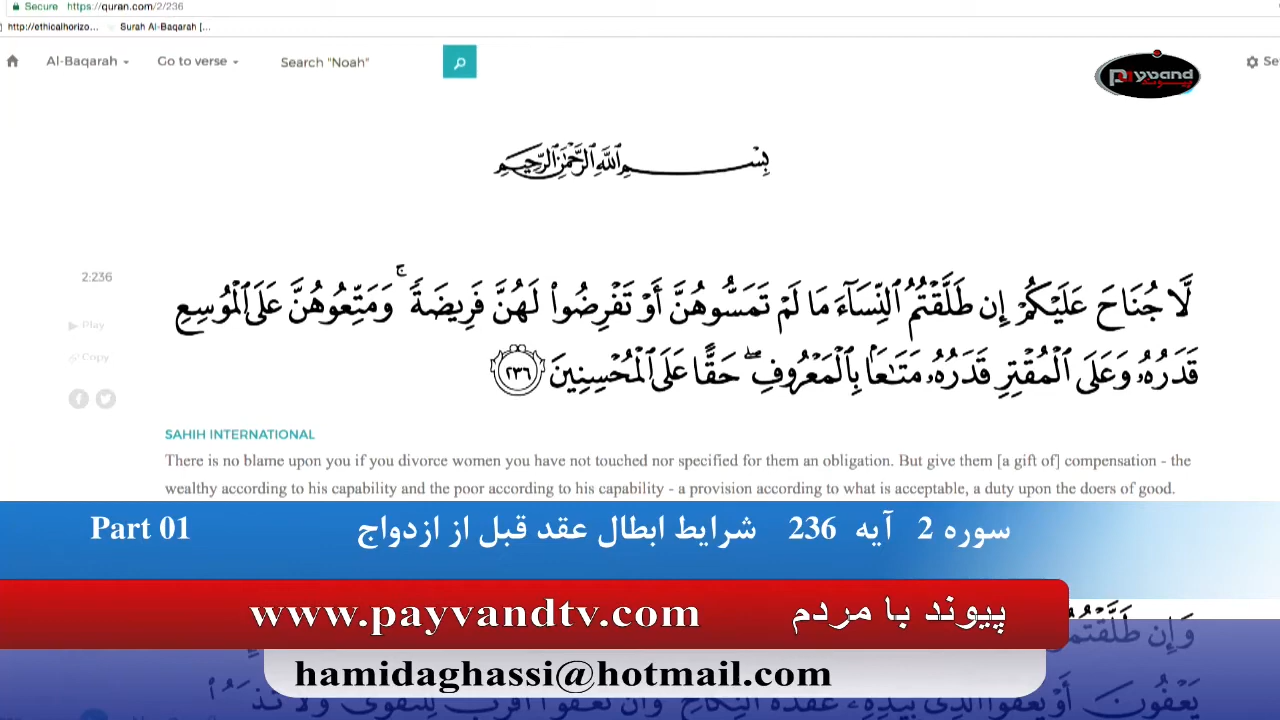 Secure https://quran.com/2/236
http://ethicalhorizo... Surah Al-Baqarah [...
Al-Baqarah Go to verse Search "Noah"
Payvand
پیوند
بِسْمِ ٱللَّهِ ٱلرَّحْمَٰنِ ٱلرَّحِيمِ
2:236
لَّا جُنَاحَ عَلَيْكُمْ إِن طَلَّقْتُمُ ٱلنِّسَآءَ مَا لَمْ تَمَسُّوهُنَّ أَوْ تَفْرِضُوا۟ لَهُنَّ فَرِيضَةً ۚ وَمَتِّعُوهُنَّ عَلَى ٱلْمُوسِعِ
قَدَرُهُۥ وَعَلَى ٱلْمُقْتِرِ قَدَرُهُۥ مَتَٰعًۢا بِٱلْمَعْرُوفِ ۖ حَقًّا عَلَى ٱلْمُحْسِنِينَ ٢٣٦
Play
Copy
SAHIH INTERNATIONAL
There is no blame upon you if you divorce women you have not touched nor specified for them an obligation. But give them [a gift of] compensation - the
wealthy according to his capability and the poor according to his capability - a provision according to what is acceptable, a duty upon the doers of good.
سوره 2 آیه 236 شرایط ابطال عقد قبل از ازدواج Part 01
پیوند با مردم www.payvandtv.com
وَإِن طَلَّقْتُمُ
hamidaghassi@hotmail.com